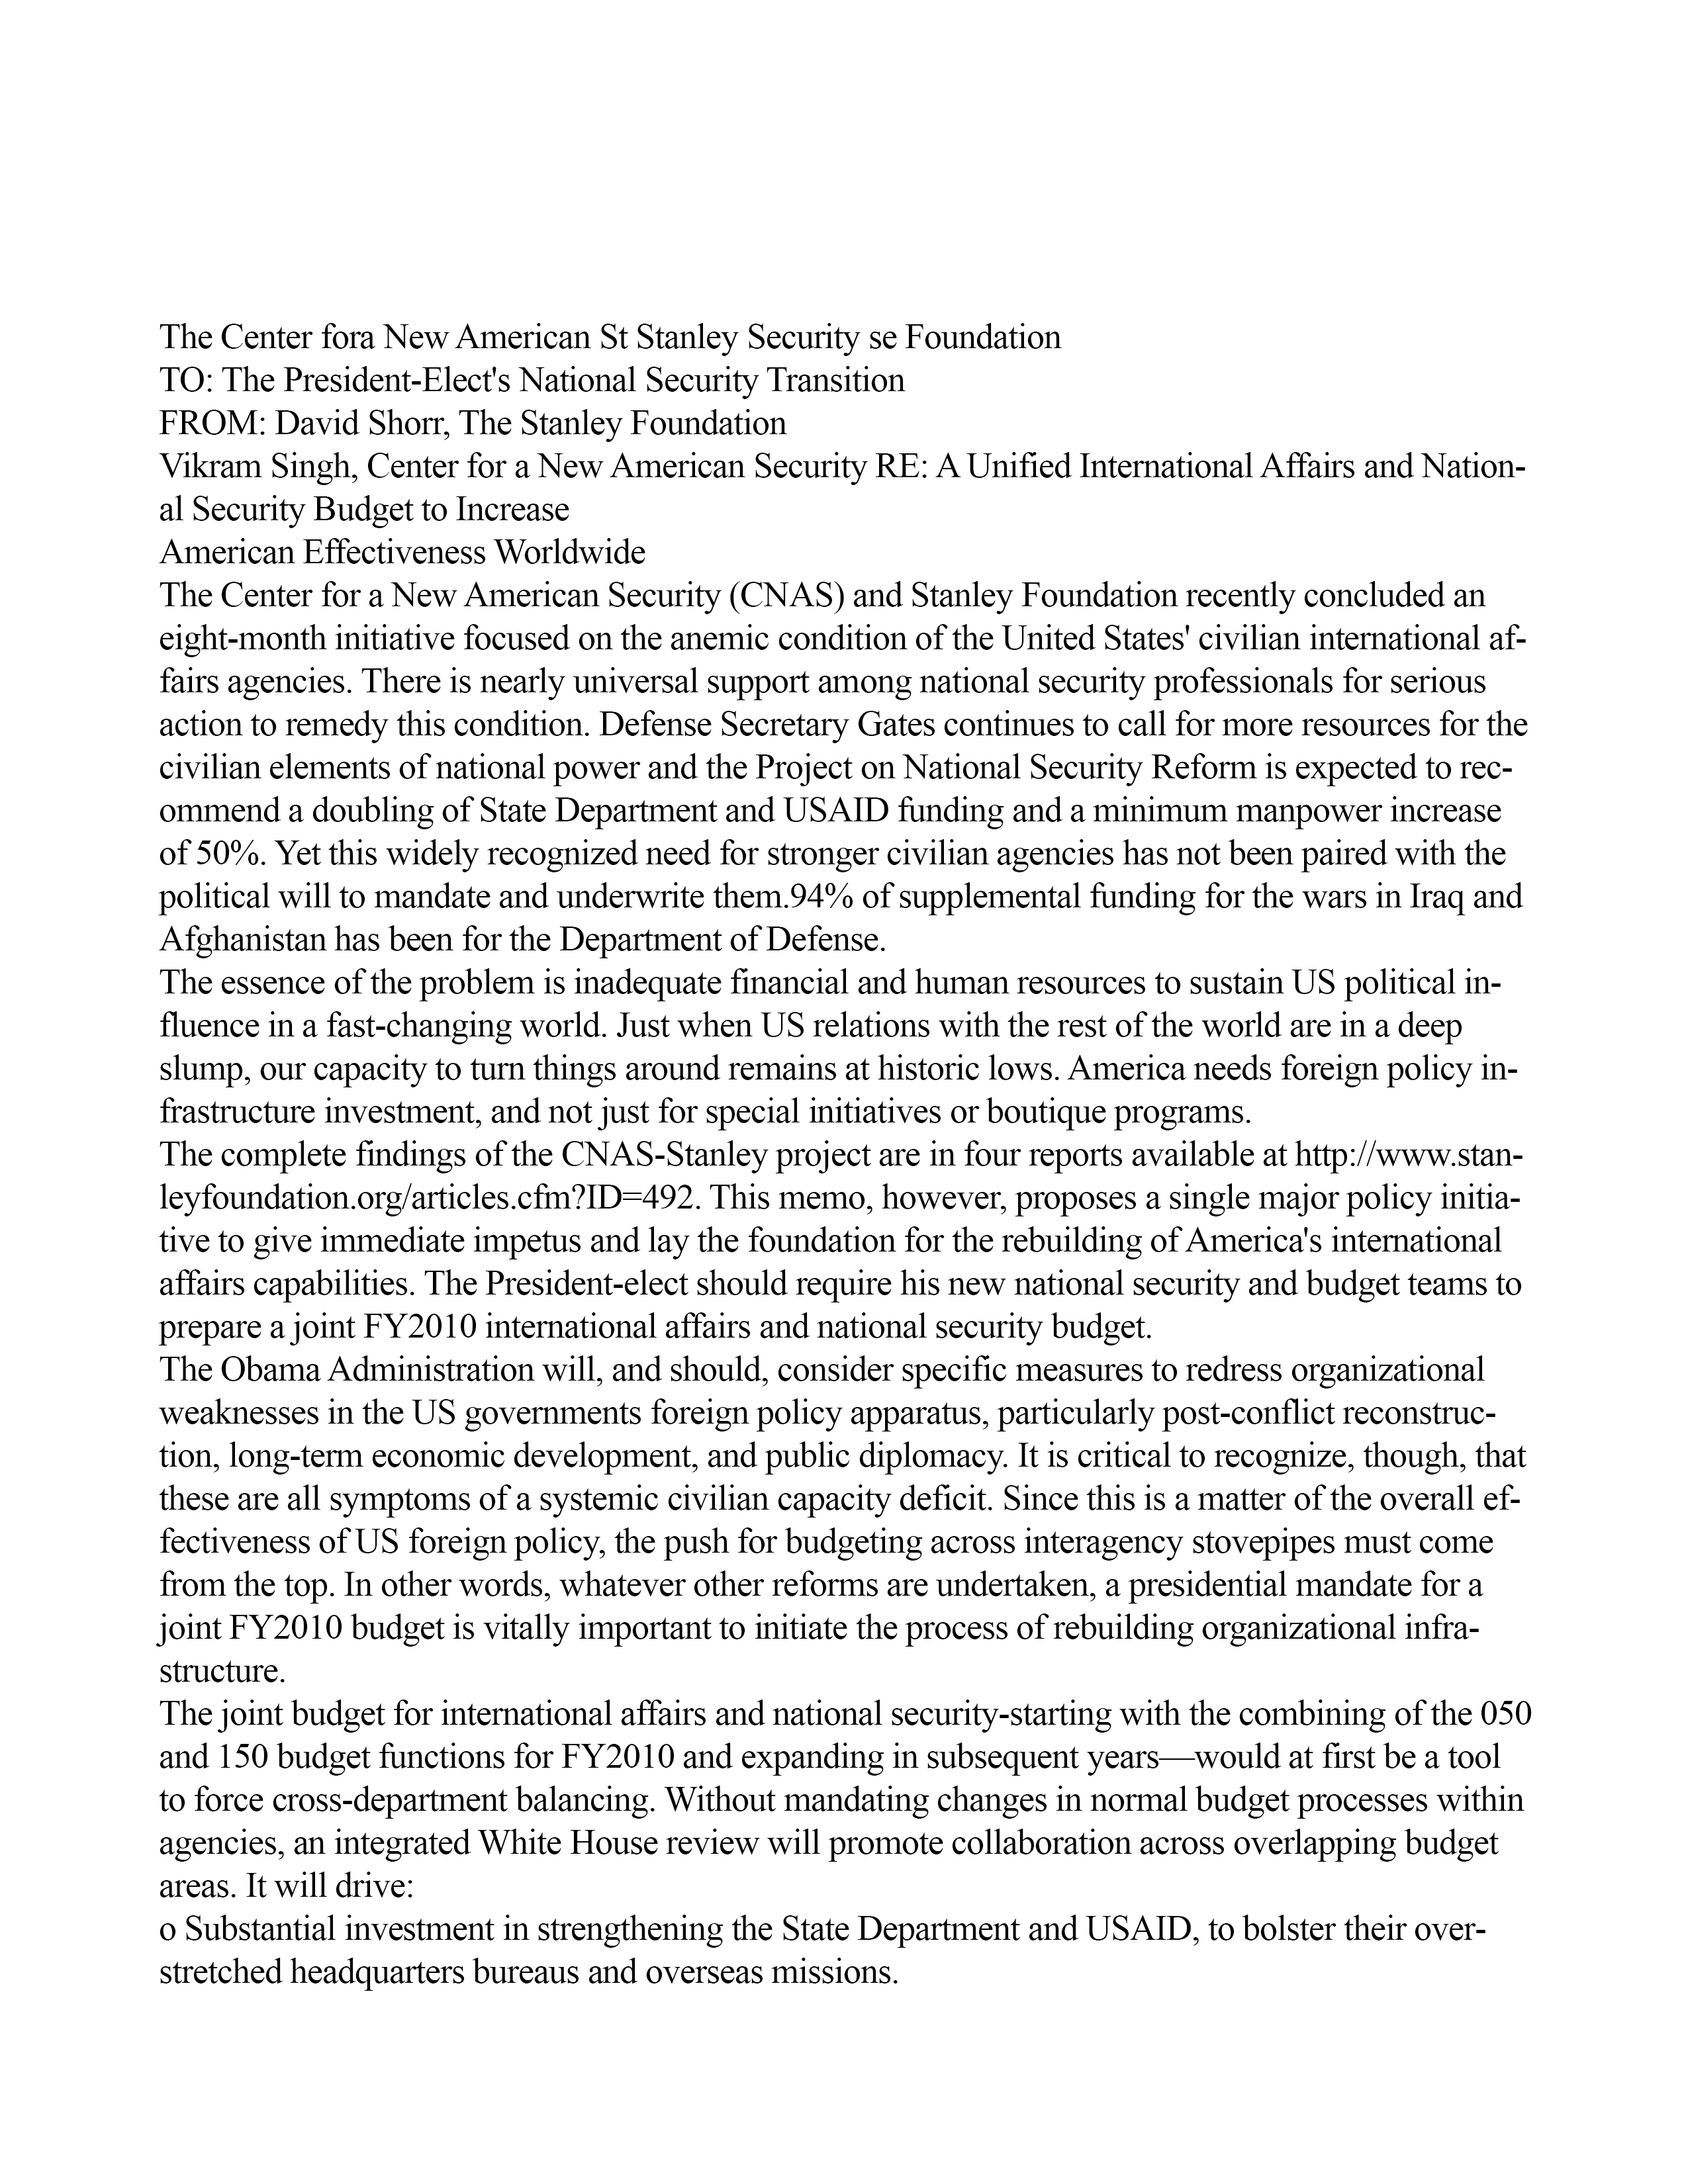 The Center fora New American St Stanley Security se Foundation
TO: The President-Elect's National Security Transition
FROM: David Shorr, The Stanley Foundation
Vikram Singh, Center for a New American Security RE: A Unified International Affairs and Nation-
al Security Budget to Increase
American Effectiveness Worldwide
The Center for a New American Security (CNAS) and Stanley Foundation recently concluded an
eight-month initiative focused on the anemic condition of the United States' civilian international af-
fairs agencies. There is nearly universal support among national security professionals for serious
action to remedy this condition. Defense Secretary Gates continues to call for more resources for the
civilian elements of national power and the Project on National Security Reform is expected to rec-
ommend a doubling of State Department and USAID funding and a minimum manpower increase
of 50%. Yet this widely recognized need for stronger civilian agencies has not been paired with the
political will to mandate and underwrite them.94% of supplemental funding for the wars in Iraq and
Afghanistan has been for the Department of Defense.
The essence of the problem is inadequate financial and human resources to sustain US political in-
fluence in a fast-changing world. Just when US relations with the rest of the world are in a deep
slump, our capacity to turn things around remains at historic lows. America needs foreign policy in-
frastructure investment, and not just for special initiatives or boutique programs.
The complete findings of the CNAS-Stanley project are in four reports available at http://www.stan-
leyfoundation.org/articles.cfm?ID=492. This memo, however, proposes a single major policy initia-
tive to give immediate impetus and lay the foundation for the rebuilding of America's international
affairs capabilities. The President-elect should require his new national security and budget teams to
prepare a joint FY2010 international affairs and national security budget.
The Obama Administration will, and should, consider specific measures to redress organizational
weaknesses in the US governments foreign policy apparatus, particularly post-conflict reconstruc-
tion, long-term economic development, and public diplomacy. It is critical to recognize, though, that
these are all symptoms of a systemic civilian capacity deficit. Since this is a matter of the overall ef-
fectiveness of US foreign policy, the push for budgeting across interagency stovepipes must come
from the top. In other words, whatever other reforms are undertaken, a presidential mandate for a
joint FY2010 budget is vitally important to initiate the process of rebuilding organizational infra-
structure.
The joint budget for international affairs and national security-starting with the combining of the 050
and 150 budget functions for FY2010 and expanding in subsequent years—would at first be a tool
to force cross-department balancing. Without mandating changes in normal budget processes within
agencies, an integrated White House review will promote collaboration across overlapping budget
areas. It will drive:
o Substantial investment in strengthening the State Department and USAID, to bolster their over-
stretched headquarters bureaus and overseas missions.